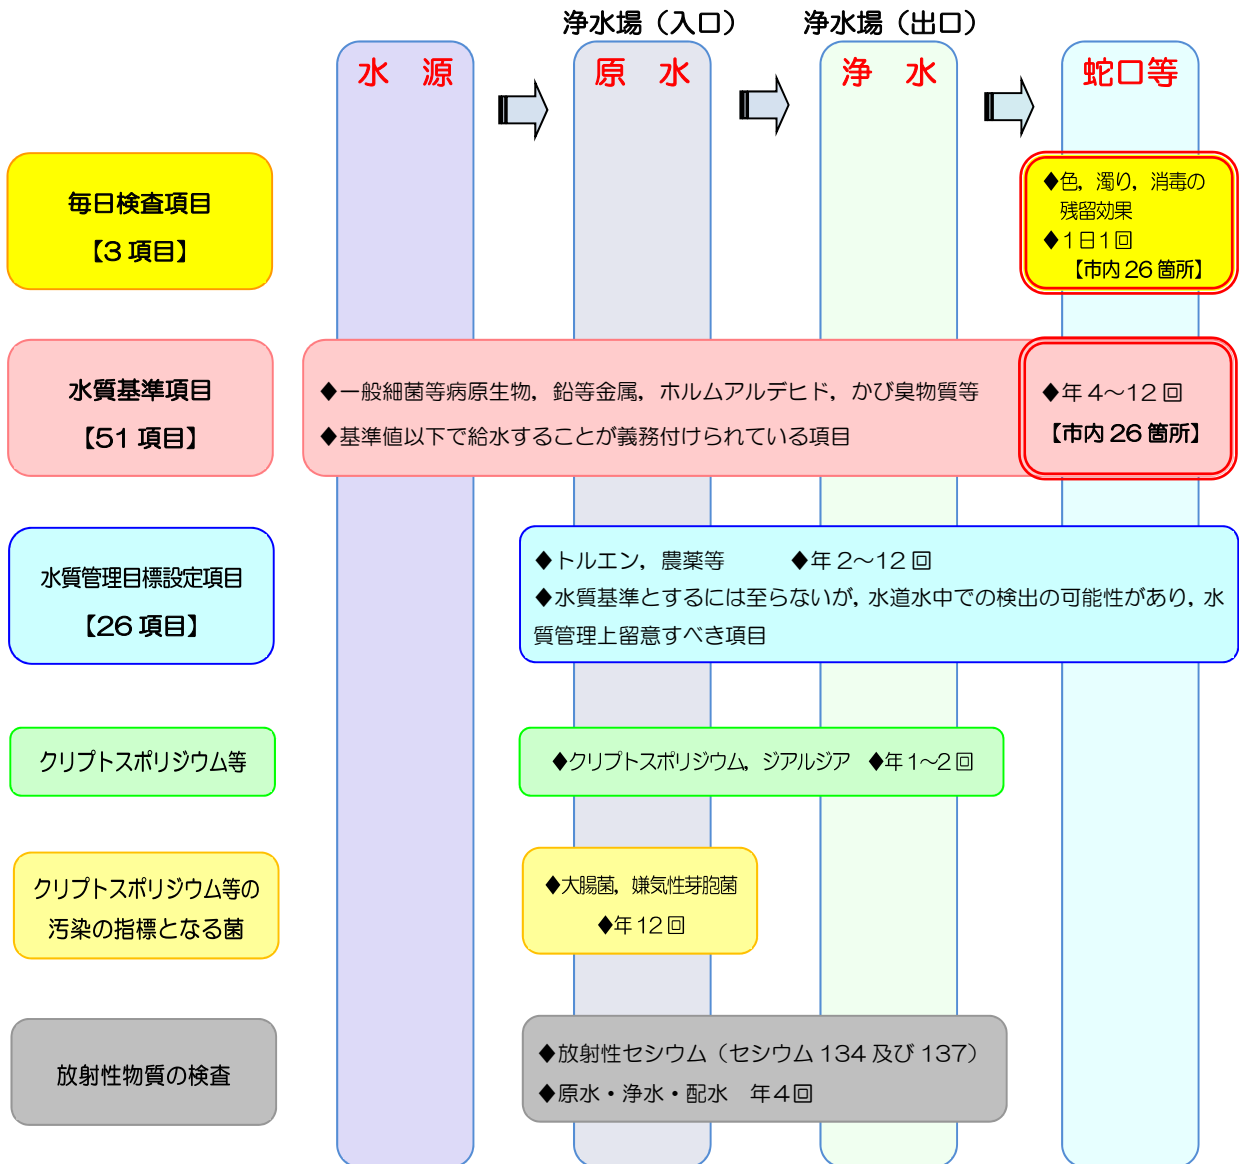 浄水場（入口）
浄水場（出口）
水　源
原　水
浄　水
蛇口等
毎日検査項目
【3 項目】
◆色，濁り，消毒の
残留効果
◆1日1回
【市内 26 箇所】
水質基準項目
【51 項目】
◆一般細菌等病原生物，鉛等金属，ホルムアルデヒド，かび臭物質等
◆基準値以下で給水することが義務付けられている項目
◆年 4～12 回
【市内 26 箇所】
水質管理目標設定項目
【26 項目】
◆トルエン，農薬等　　　◆年 2～12 回
◆水質基準とするには至らないが，水道水中での検出の可能性があり，水
質管理上留意すべき項目
クリプトスポリジウム等
◆クリプトスポリジウム，ジアルジア　◆年 1～2 回
クリプトスポリジウム等の
汚染の指標となる菌
◆大腸菌，嫌気性芽胞菌
◆年 12 回
放射性物質の検査
◆放射性セシウム（セシウム 134 及び 137）
◆原水・浄水・配水　年４回